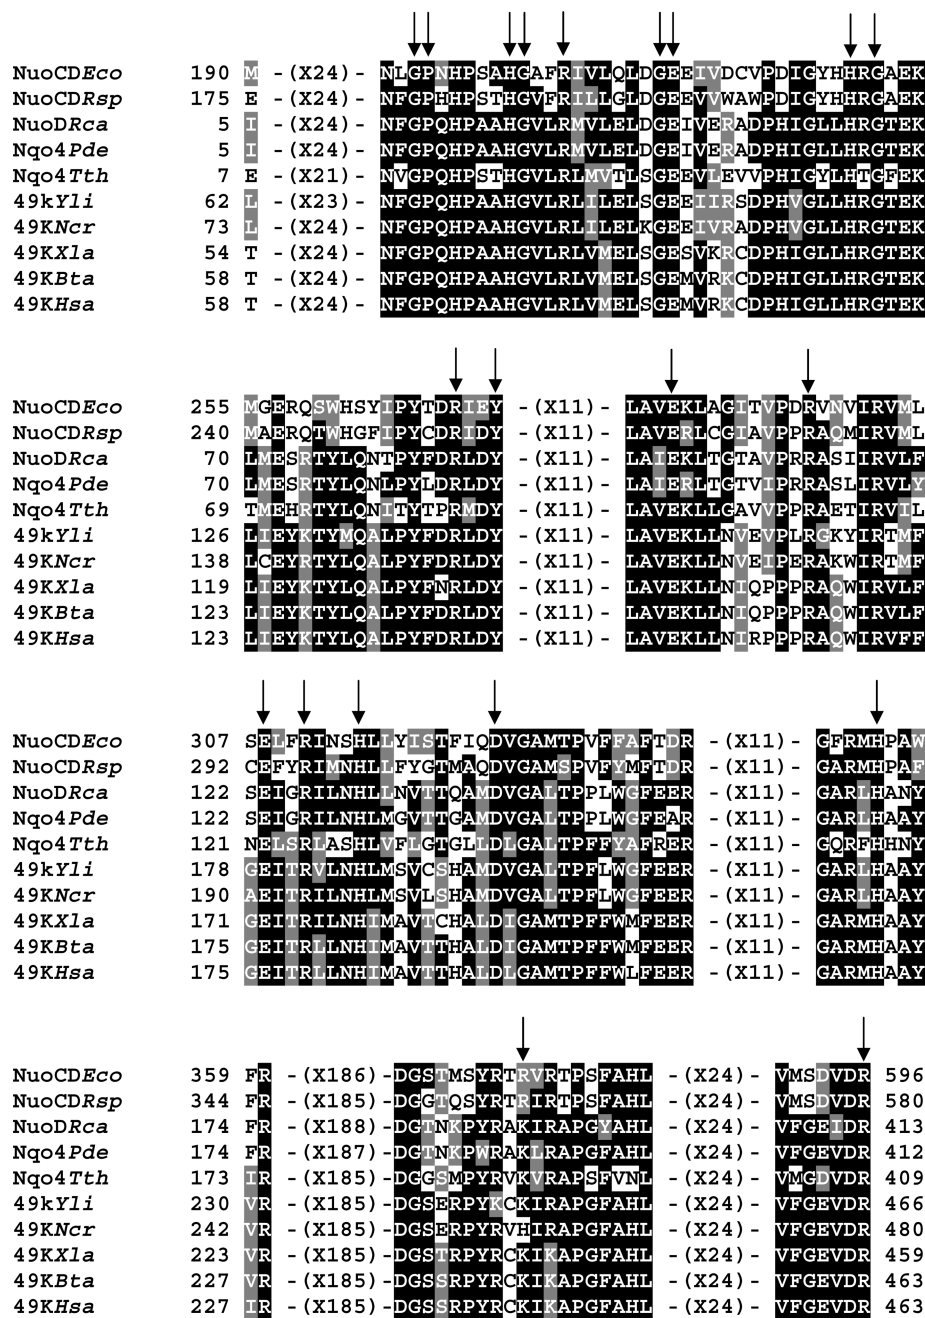 NuoCDEco 190 M -(X24)- NLGPNHPSAHGAFRIVLQLDGEEIVDCVPDIGYHHRGAEK
NuoCDRsp 175 E -(X24)- NFGPHHPSTHGVFRILLGLDGEEVVWAWPDIGYHHRGAEK
NuoDRca 5 I -(X24)- NFGPQHPAAHGVLRMVLELDGEIVERADPHIGLLHRGTEK
Nqo4Pde 5 I -(X24)- NFGPQHPAAHGVLRMVLELDGEIVERADPHIGLLHRGTEK
Nqo4Tth 7 E -(X21)- NVGPQHPSTHGVLRLMVTLSGEEVLEVVPHIGYLHTGFEK
49kYli 62 L -(X23)- NFGPQHPAAHGVLRLILELSGEEIIRSDPHVGLLHRGTEK
49KNcr 73 L -(X24)- NFGPQHPAAHGVLRLILELKGEEIVRADPHVGLLHRGTEK
49KXla 54 T -(X24)- NFGPQHPAAHGVLRLVMELSGESVKRCDPHIGLLHRGTEK
49KBta 58 T -(X24)- NFGPQHPAAHGVLRLVMELSGEMVRKCDPHIGLLHRGTEK
49KHsa 58 T -(X24)- NFGPQHPAAHGVLRLVMELSGEMVRKCDPHIGLLHRGTEK
NuoCDEco 255 MGERQSWHSYIPYTDRIEY -(X11)- LAVEKLAGITVPDRVNVIRVML
NuoCDRsp 240 MAERQTWHGFIPYCDRIDY -(X11)- LAVERLCGIAVPPRAQMIRVML
NuoDRca 70 LMESRTYLQNTPYFDRLDY -(X11)- LAIEKLTGTAVPRRASIIRVLF
Nqo4Pde 70 LMESRTYLQNLPYLDRLDY -(X11)- LAIERLTGTVIPRRASLIRVLY
Nqo4Tth 69 TMEHRTYLQNITYTPRMDY -(X11)- LAVEKLLGAVVPPRAETIRVIL
49kYli 126 LIEYKTYMQALPYFDRLDY -(X11)- LAVEKLLNVEVPLRGKYIRTMF
49KNcr 138 LCEYRTYLQALPYFDRLDY -(X11)- LAVEKLLNVEIPERAKWIRTMF
49KXla 119 LIEYKTYLQALPYFNRLDY -(X11)- LAVEKLLNIQPPPRAQWIRVLF
49KBta 123 LIEYKTYLQALPYFDRLDY -(X11)- LAVEKLLNIQPPPRAQWIRVLF
49KHsa 123 LIEYKTYLQALPYFDRLDY -(X11)- LAVEKLLNIRPPPRAQWIRVFF
NuoCDEco 307 SELFRINSHLLYISTFIQDVGAMTPVFFAFTDR -(X11)- GFRMHPAW
NuoCDRsp 292 CEFYRIMNHLLFYGTMAQDVGAMSPVFYMFTDR -(X11)- GARMHPAF
NuoDRca 122 SEIGRILNHLLNVTTQAMDVGALTPPLWGFEER -(X11)- GARLHANY
Nqo4Pde 122 SEIGRILNHLMGVTTGAMDVGALTPPLWGFEAR -(X11)- GARLHAAY
Nqo4Tth 121 NELSRLASHLVFLGTGLLDLGALTPFFYAFRER -(X11)- GQRFHHNY
49kYli 178 GEITRVLNHLMSVCSHAMDVGALTPFLWGFEER -(X11)- GARLHAAY
49KNcr 190 AEITRILNHLMSVLSHAMDVGALTPFLWGFEER -(X11)- GARLHAAY
49KXla 171 GEITRILNHIMAVTCHALDIGAMTPFFWMFEER -(X11)- GARMHAAY
49KBta 175 GEITRLLNHIMAVTTHALDIGAMTPFFWMFEER -(X11)- GARMHAAY
49KHsa 175 GEITRLLNHIMAVTTHALDLGAMTPFFWLFEER -(X11)- GARMHAAY
NuoCDEco 359 FR -(X186)-DGSTMSYRTRVRTPSFAHL -(X24)- VMSDVDR 596
NuoCDRsp 344 FR -(X185)-DGGTQSYRTRIRTPSFAHL -(X24)- VMSDVDR 580
NuoDRca 174 FR -(X188)-DGTNKPYRAKIRAPGYAHL -(X24)- VFGEIDR 413
Nqo4Pde 174 FR -(X187)-DGTNKPWRAKLRAPGFAHL -(X24)- VFGEVDR 412
Nqo4Tth 173 IR -(X185)-DGGSMPYRVKVRAPSFVNL -(X24)- VMGDVDR 409
49kYli 230 VR -(X185)-DGSERPYKCKIRAPGFAHL -(X24)- VFGEVDR 466
49KNcr 242 VR -(X185)-DGSERPYRVHIRAPGFAHL -(X24)- VFGEVDR 480
49KXla 223 VR -(X185)-DGSTRPYRCKIKAPGFAHL -(X24)- VFGEVDR 459
49KBta 227 VR -(X185)-DGSSRPYRCKIKAPGFAHL -(X24)- VFGEVDR 463
49KHsa 227 IR -(X185)-DGSSRPYRCKIKAPGFAHL -(X24)- VFGEVDR 463